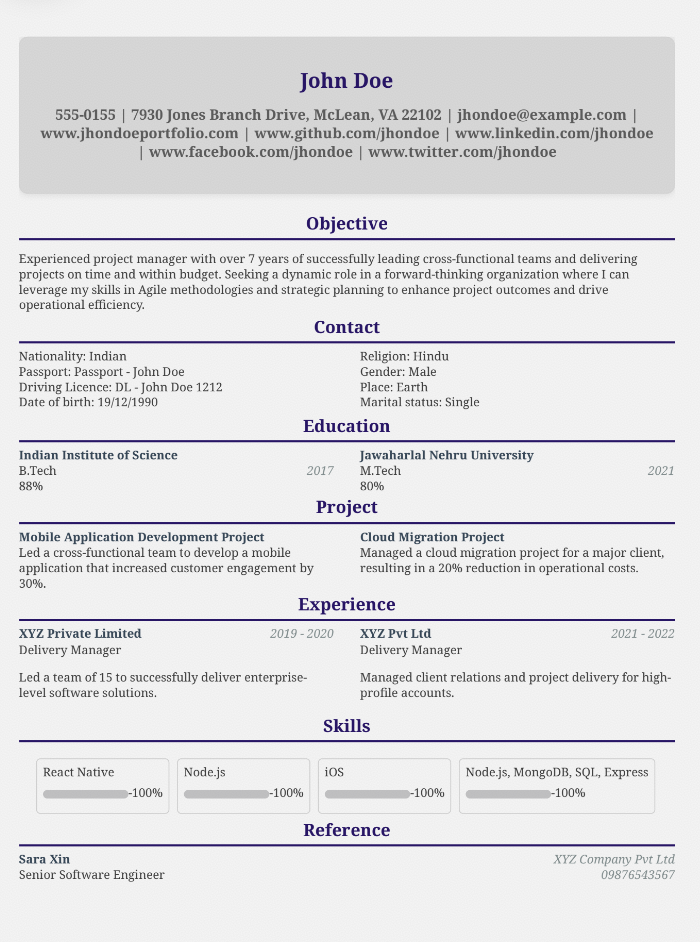 John Doe
555-0155 | 7930 Jones Branch Drive, McLean, VA 22102 | jhondoe@example.com |
www.jhondoeportfolio.com | www.github.com/jhondoe | www.linkedin.com/jhondoe
| www.facebook.com/jhondoe | www.twitter.com/jhondoe
Objective
Experienced project manager with over 7 years of successfully leading cross-functional teams and delivering
projects on time and within budget. Seeking a dynamic role in a forward-thinking organization where I can
leverage my skills in Agile methodologies and strategic planning to enhance project outcomes and drive
operational efficiency.
Contact
Nationality: Indian
Passport: Passport - John Doe
Driving Licence: DL - John Doe 1212
Date of birth: 19/12/1990
Religion: Hindu
Gender: Male
Place: Earth
Marital status: Single
Education
Indian Institute of Science
B.Tech 2017
88%
Jawaharlal Nehru University
M.Tech 2021
80%
Project
Mobile Application Development Project
Led a cross-functional team to develop a mobile
application that increased customer engagement by
30%.
Cloud Migration Project
Managed a cloud migration project for a major client,
resulting in a 20% reduction in operational costs.
Experience
XYZ Private Limited 2019 - 2020
Delivery Manager
Led a team of 15 to successfully deliver enterprise-
level software solutions.
XYZ Pvt Ltd 2021 - 2022
Delivery Manager
Managed client relations and project delivery for high-
profile accounts.
Skills
React Native
-100%
Node.js
-100%
iOS
-100%
Node.js, MongoDB, SQL, Express
-100%
Reference
Sara Xin XYZ Company Pvt Ltd
Senior Software Engineer 09876543567